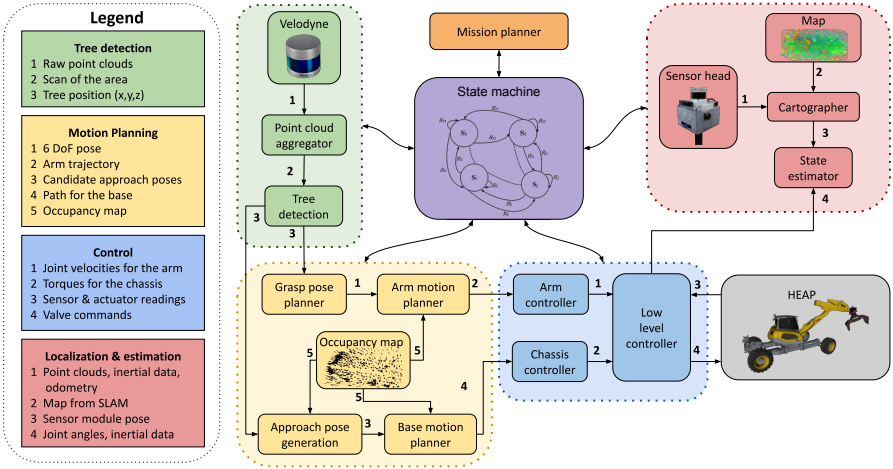 Legend
Tree detection
1 Raw point clouds
2 Scan of the area
3 Tree position (x,y,z)
Motion Planning
1 6 DoF pose
2 Arm trajectory
3 Candidate approach poses
4 Path for the base
5 Occupancy map
Control
1 Joint velocities for the arm
2 Torques for the chassis
3 Sensor & actuator readings
4 Valve commands
Localization & estimation
1 Point clouds, inertial data,
odometry
2 Map from SLAM
3 Sensor module pose
4 Joint angles, inertial data
Velodyne
1
Point cloud
aggregator
2
Tree
detection
3
3
Mission planner
State machine
Map
2
Sensor head
1
Cartographer
3
State
estimator
4
Grasp pose
planner
1
Arm motion
planner
2
Occupancy map
5
5
5
4
Approach pose
generation
3
Base motion
planner
Arm
controller
1
Chassis
controller
2
Low
level
controller
3
4
HEAP